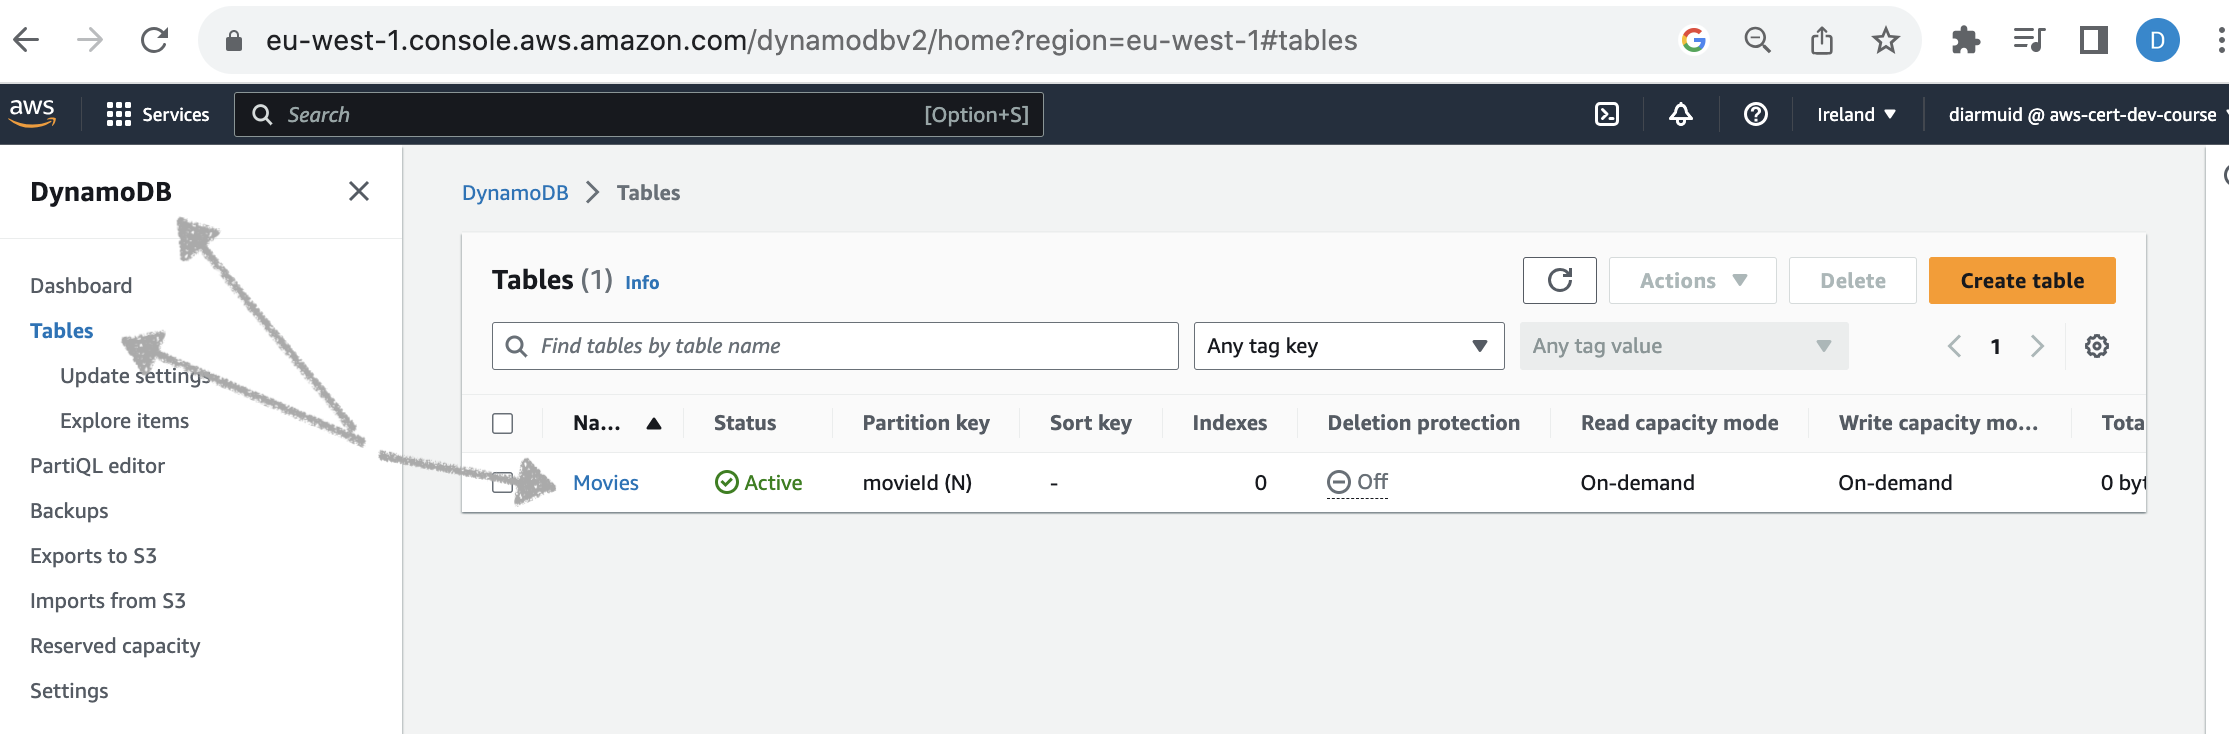 eu-west-1.console.aws.amazon.com/dynamodbv2/home?region=eu-west-1#tables
D
aws Services Search [Option+S] Ireland diarmuid @ aws-cert-dev-course
DynamoDB
DynamoDB > Tables
Tables (1) Info
Actions Delete Create table
Dashboard
Tables
Find tables by table name Any tag key Any tag value 1
Update settings
Explore items
Na... Status Partition key Sort key Indexes Deletion protection Read capacity mode Write capacity mo... Tota
PartiQL editor
Movies Active movieId (N) - 0 Off On-demand On-demand 0 byt
Backups
Exports to S3
Imports from S3
Reserved capacity
Settings